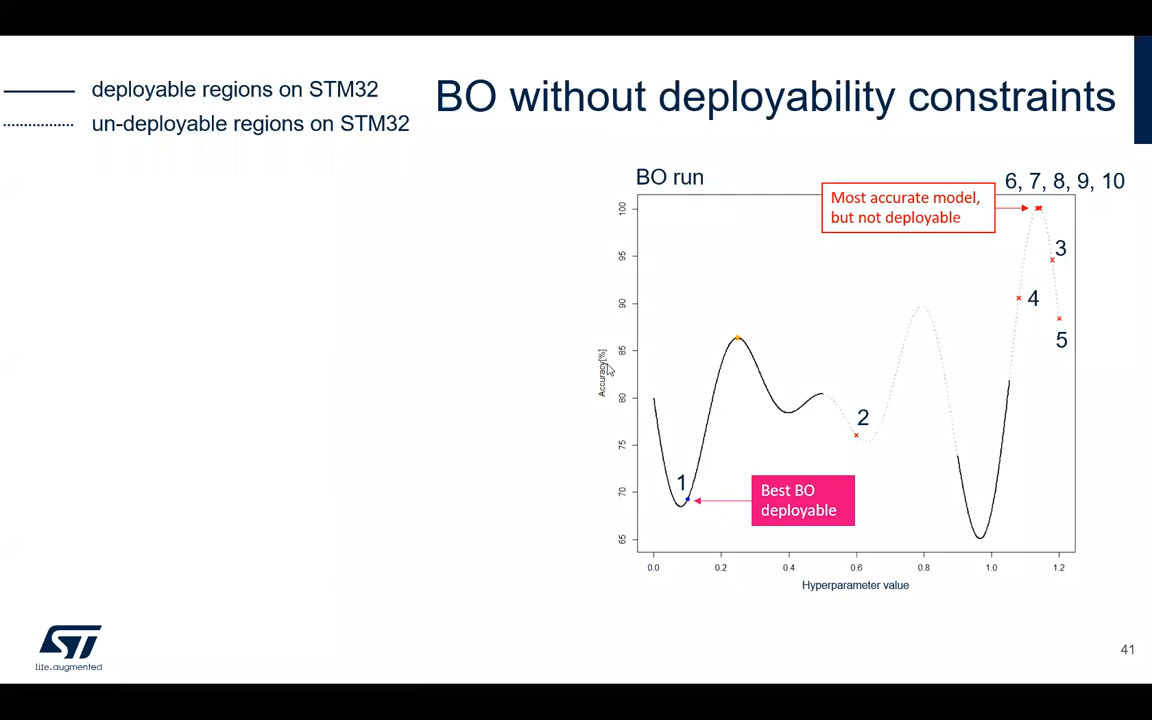 deployable regions on STM32
un-deployable regions on STM32
BO without deployability constraints
BO run
6, 7, 8, 9, 10
Most accurate model,
but not deployable
3
4
5
2
1
Best BO
deployable
100
95
90
85
80
75
70
65
Accuracy[%]
0.0 0.2 0.4 0.6 0.8 1.0 1.2
Hyperparameter value
ST
life.augmented
41